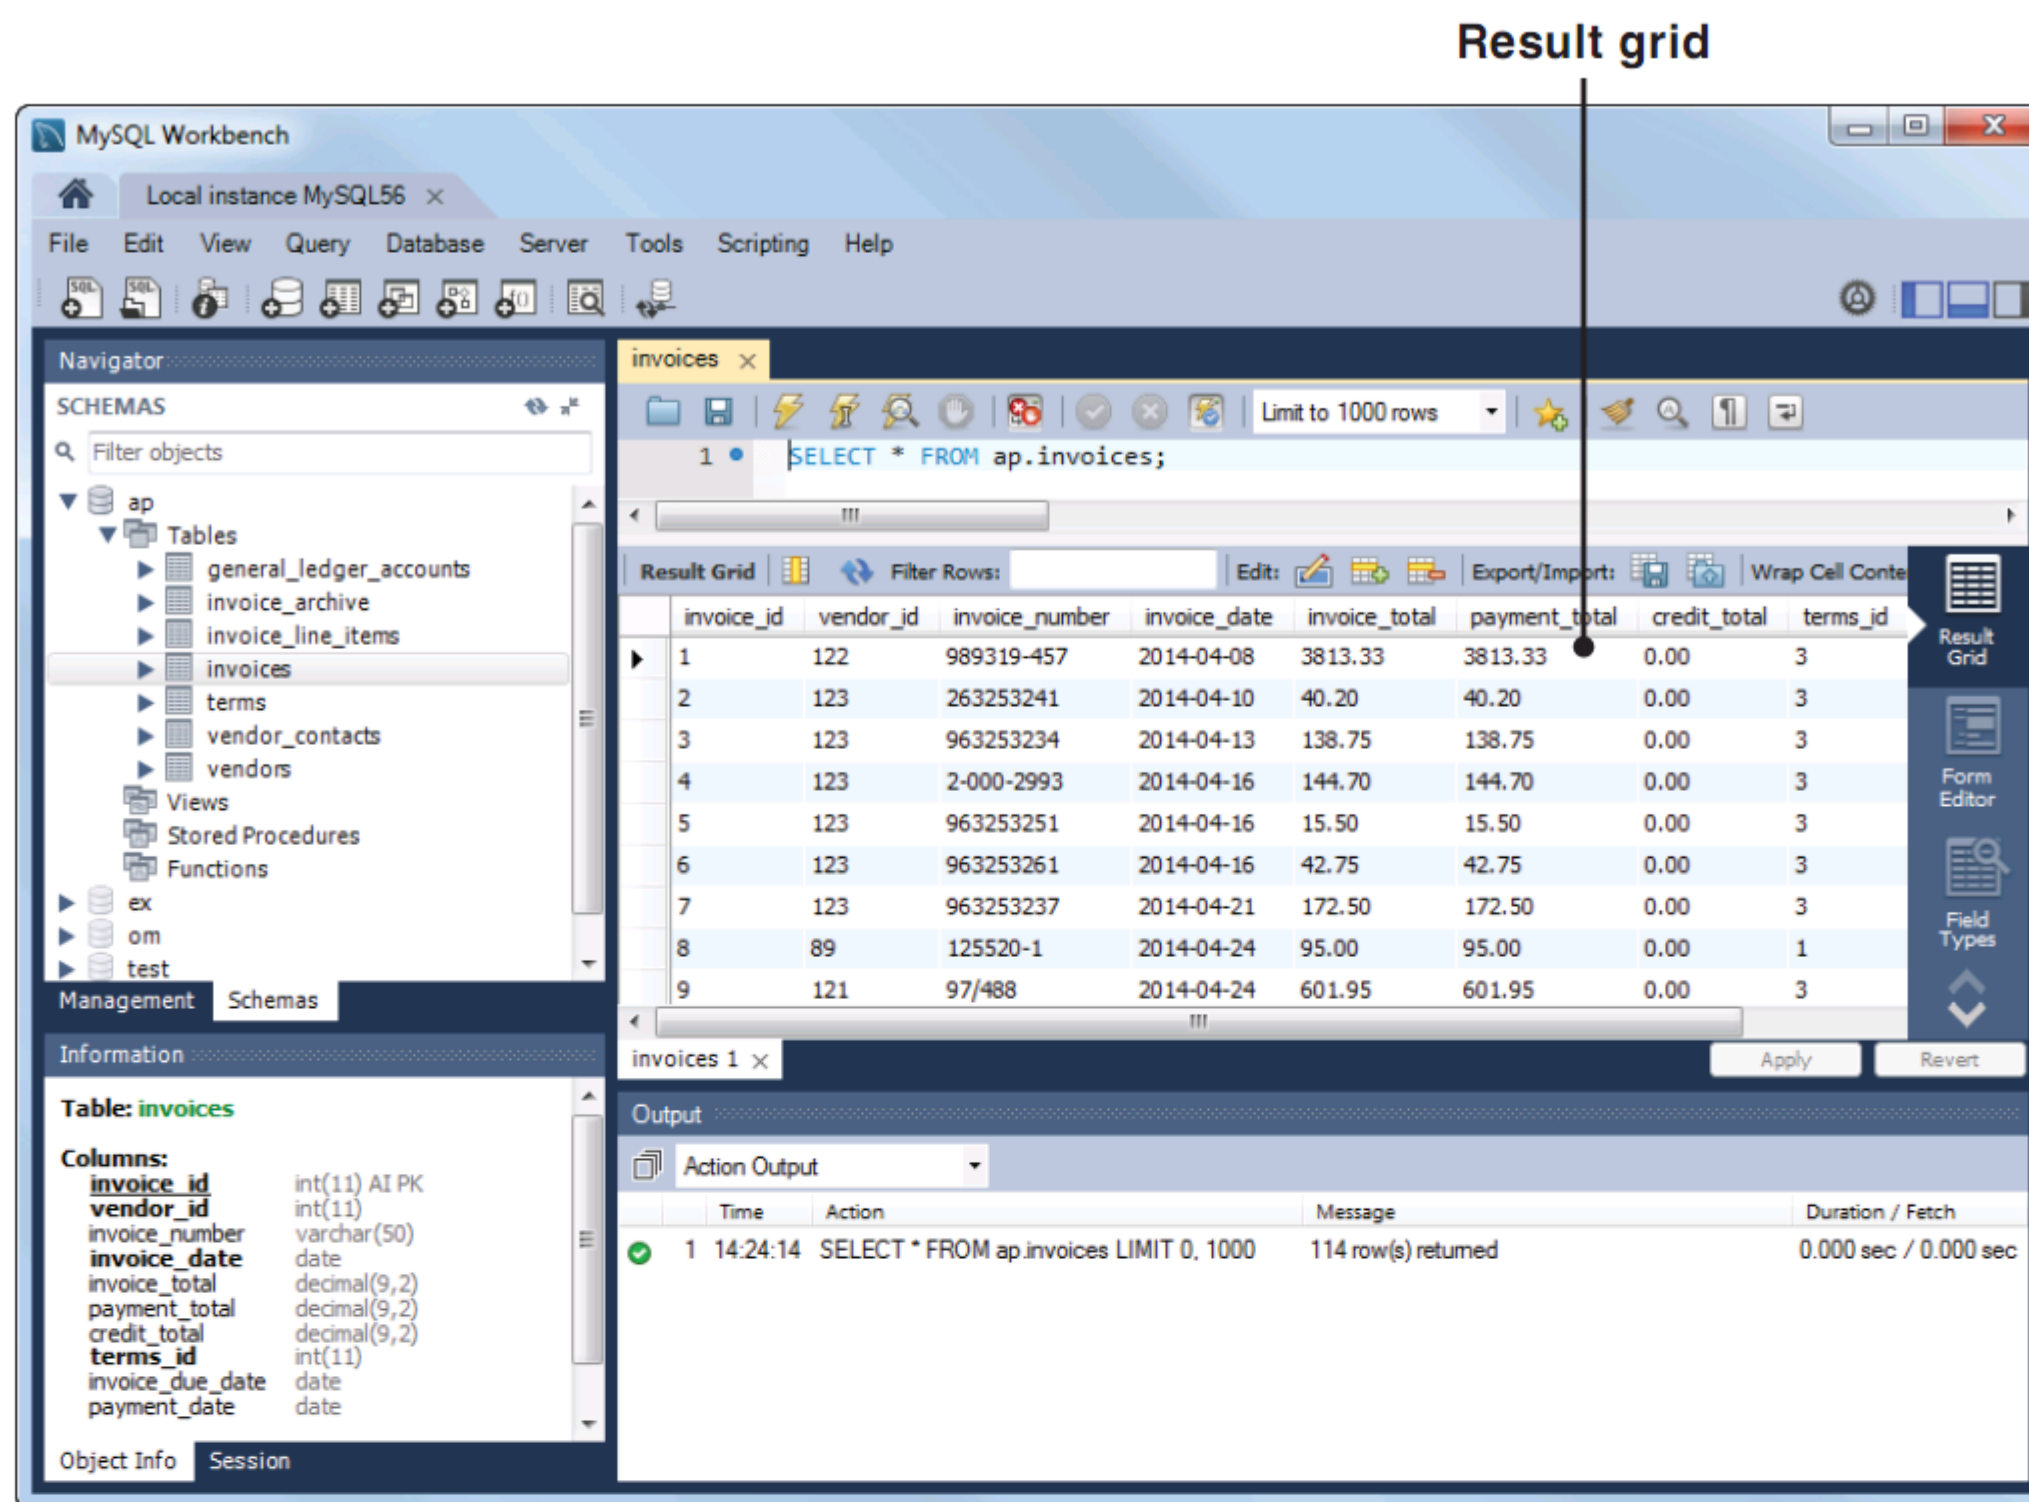 Result grid
MySQL Workbench
Local instance MySQL56
File Edit View Query Database Server Tools Scripting Help
Navigator
SCHEMAS
Filter objects
ap
Tables
general_ledger_accounts
invoice_archive
invoice_line_items
invoices
terms
vendor_contacts
vendors
Views
Stored Procedures
Functions
ex
om
test
Management Schemas
Information
Table: invoices
Columns:
invoice_id int(11) AI PK
vendor_id int(11)
invoice_number varchar(50)
invoice_date date
invoice_total decimal(9,2)
payment_total decimal(9,2)
credit_total decimal(9,2)
terms_id int(11)
invoice_due_date date
payment_date date
Object Info Session
invoices
Limit to 1000 rows
1 SELECT * FROM ap.invoices;
Result Grid Filter Rows: Edit: Export/Import: Wrap Cell Conte
invoice_id vendor_id invoice_number invoice_date invoice_total payment_total credit_total terms_id
1 122 989319-457 2014-04-08 3813.33 3813.33 0.00 3
2 123 263253241 2014-04-10 40.20 40.20 0.00 3
3 123 963253234 2014-04-13 138.75 138.75 0.00 3
4 123 2-000-2993 2014-04-16 144.70 144.70 0.00 3
5 123 963253251 2014-04-16 15.50 15.50 0.00 3
6 123 963253261 2014-04-16 42.75 42.75 0.00 3
7 123 963253237 2014-04-21 172.50 172.50 0.00 3
8 89 125520-1 2014-04-24 95.00 95.00 0.00 1
9 121 97/488 2014-04-24 601.95 601.95 0.00 3
Result
Grid
Form
Editor
Field
Types
invoices 1
Apply Revert
Output
Action Output
Time Action Message Duration / Fetch
1 14:24:14 SELECT * FROM ap.invoices LIMIT 0, 1000 114 row(s) returned 0.000 sec / 0.000 sec